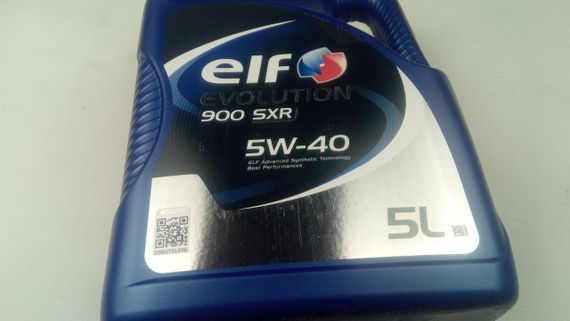 elf
EVOLUTION
900 SXR
5W-40
ELF Advanced Synthetic Technology
Best Performances
5L